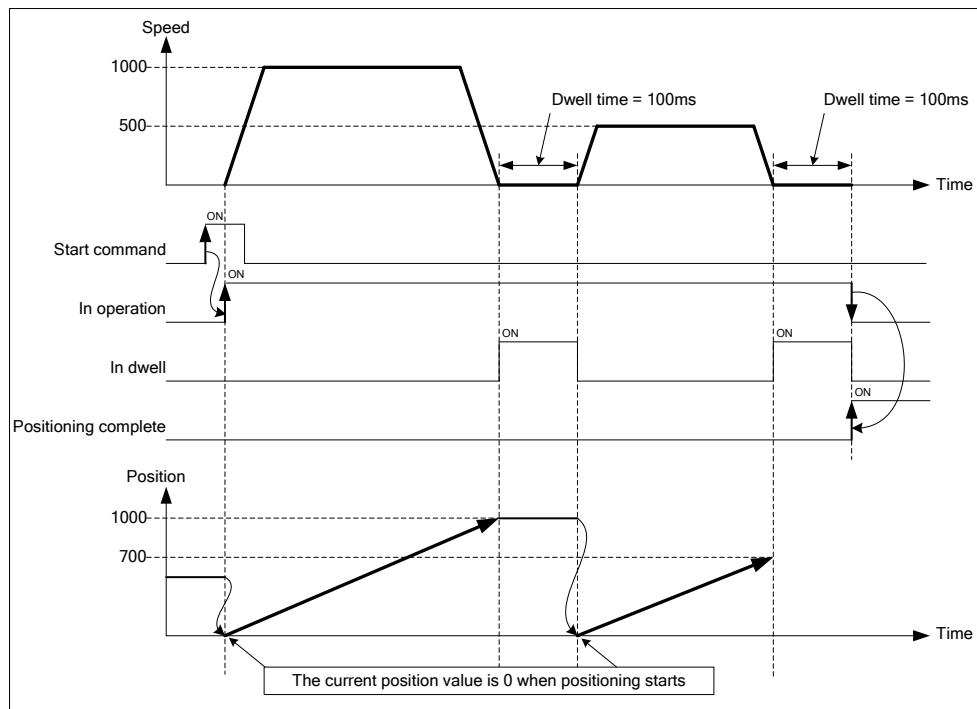 Speed
1000
500
Dwell time = 100ms
Dwell time = 100ms
Time
ON
Start command
ON
In operation
ON
ON
In dwell
ON
Positioning complete
Position
1000
700
Time
The current position value is 0 when positioning starts